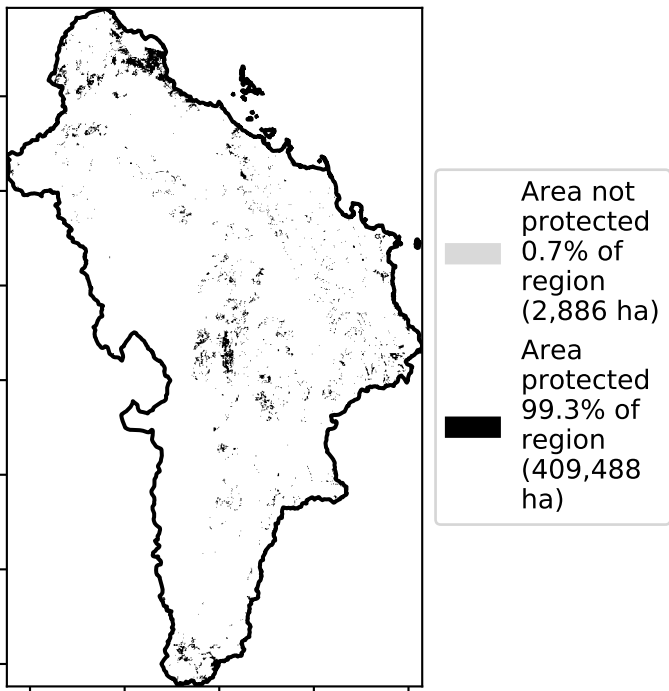 Area not
protected
0.7% of
region
(2,886 ha)
Area
protected
99.3% of
region
(409,488
ha)